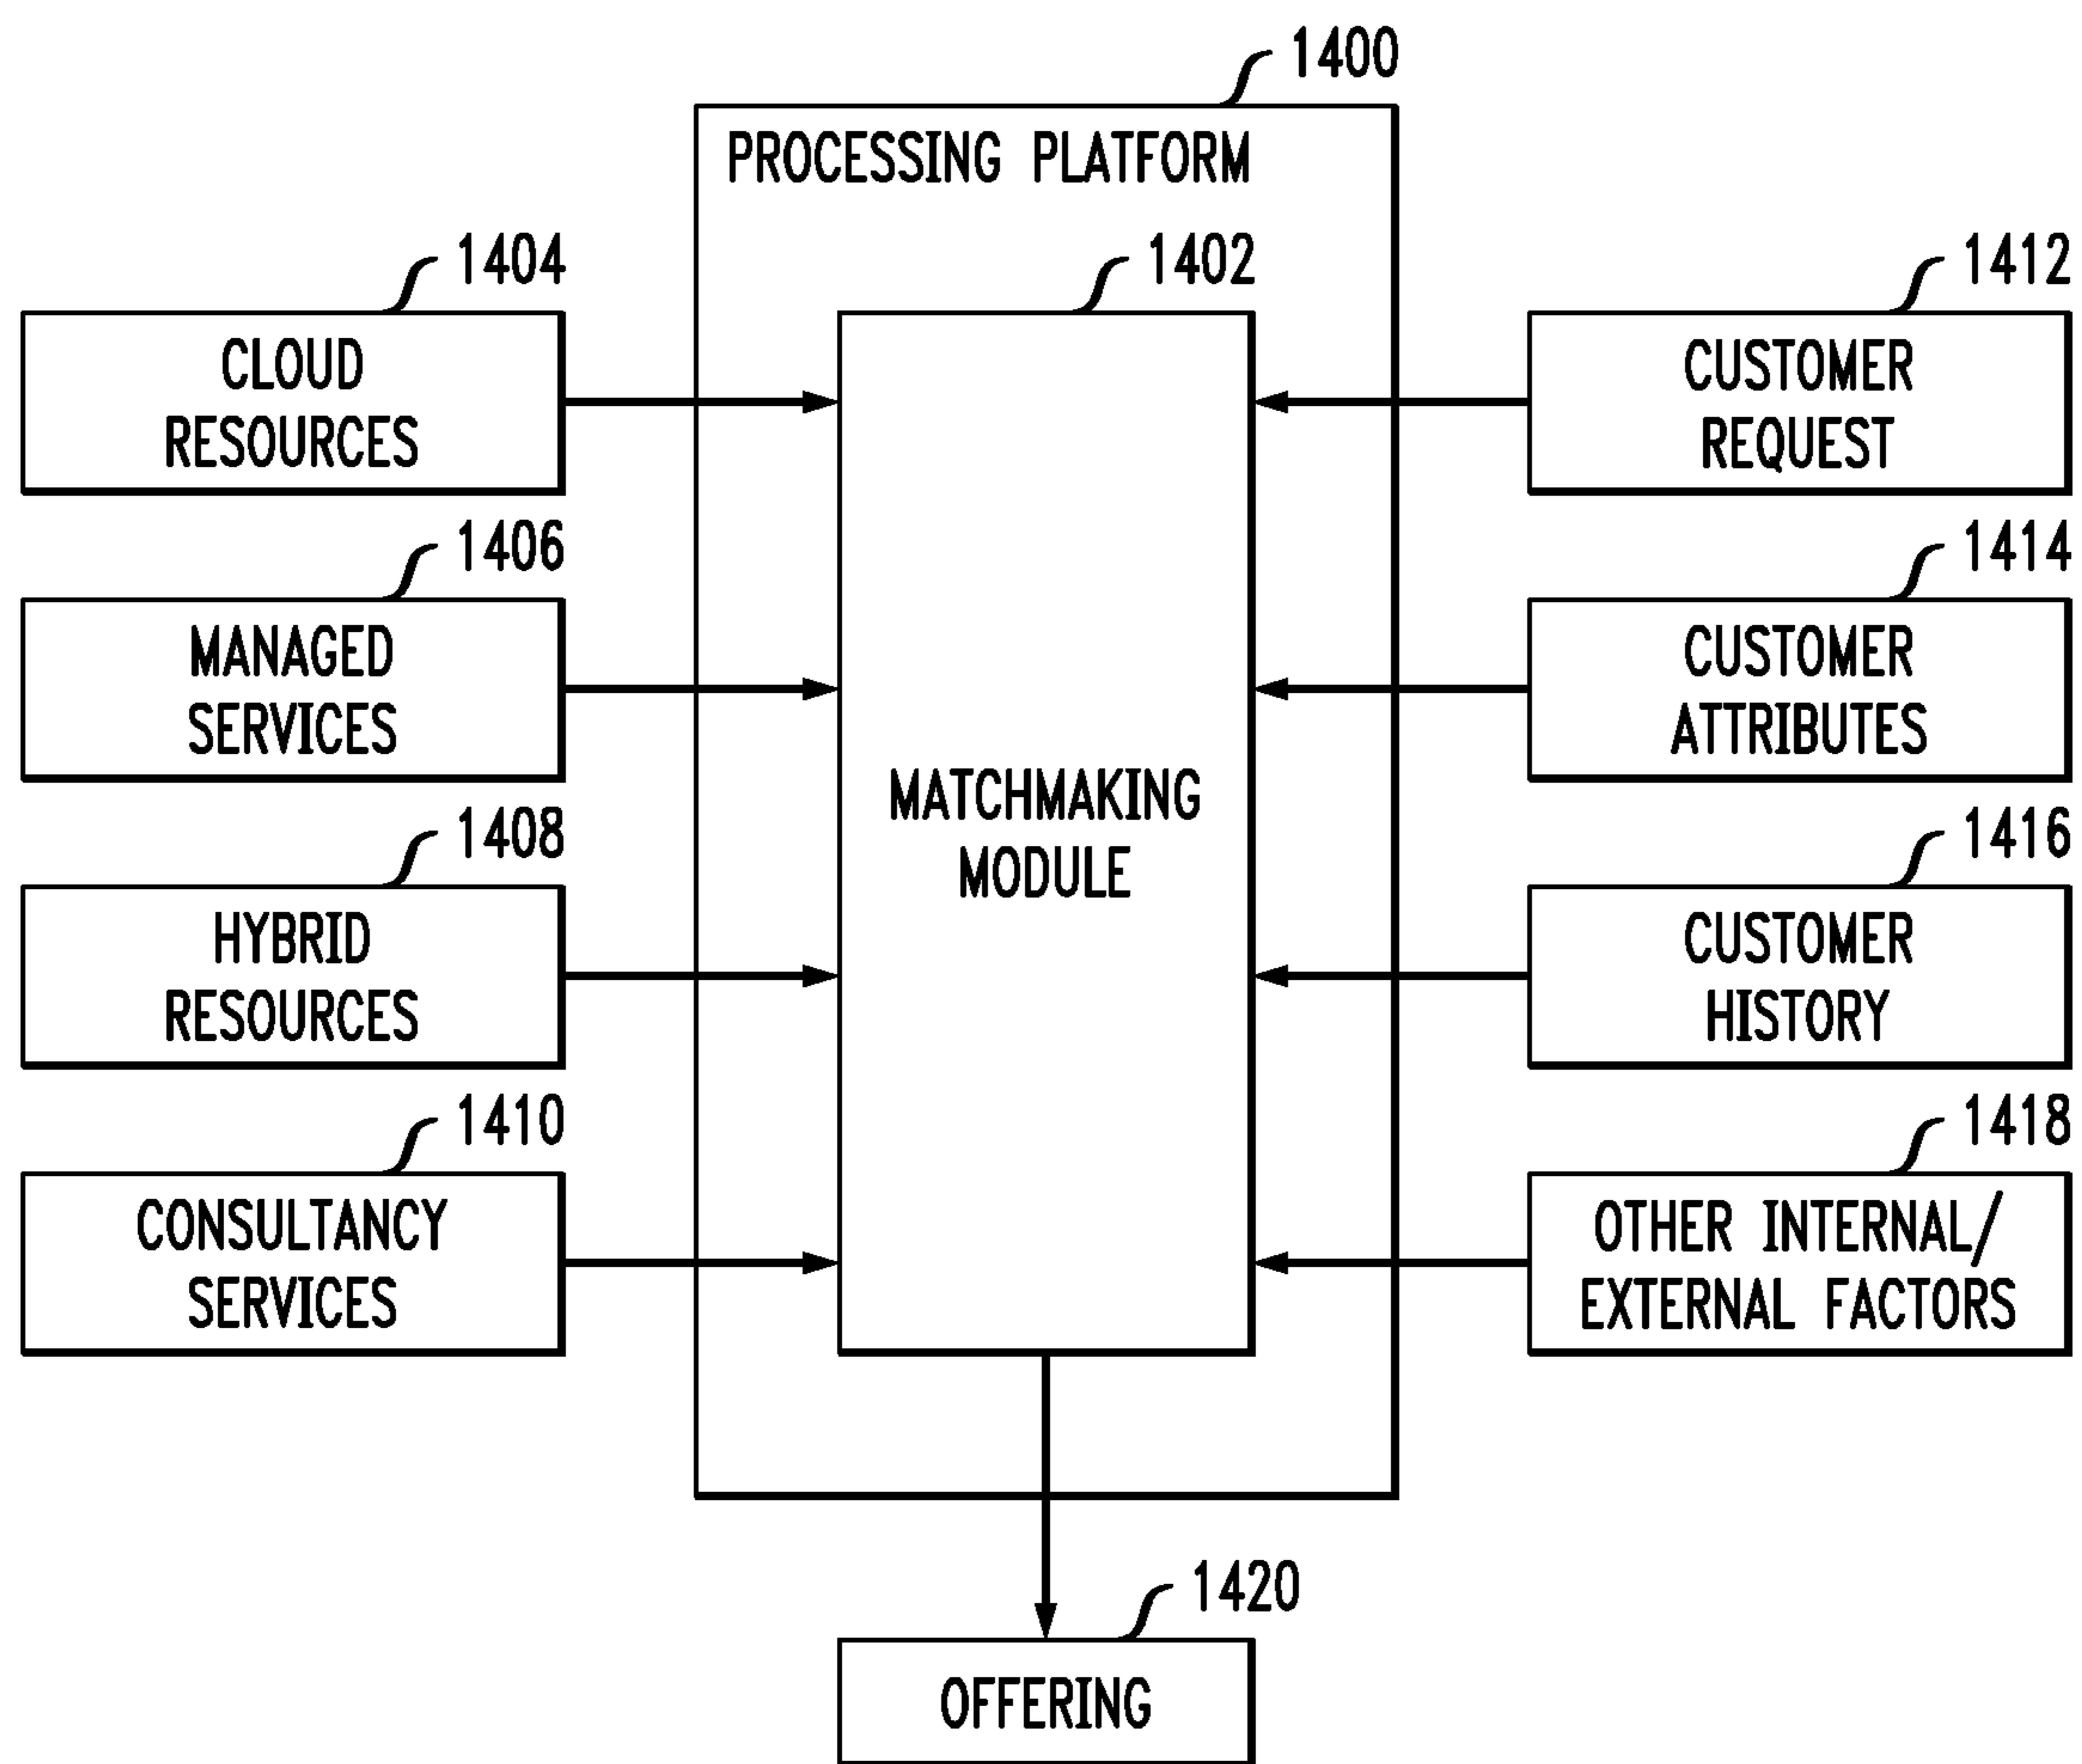 1400
PROCESSING PLATFORM
1404
CLOUD
RESOURCES
1406
MANAGED
SERVICES
1408
HYBRID
RESOURCES
1410
CONSULTANCY
SERVICES
1402
MATCHMAKING
MODULE
1412
CUSTOMER
REQUEST
1414
CUSTOMER
ATTRIBUTES
1416
CUSTOMER
HISTORY
1418
OTHER INTERNAL/
EXTERNAL FACTORS
1420
OFFERING